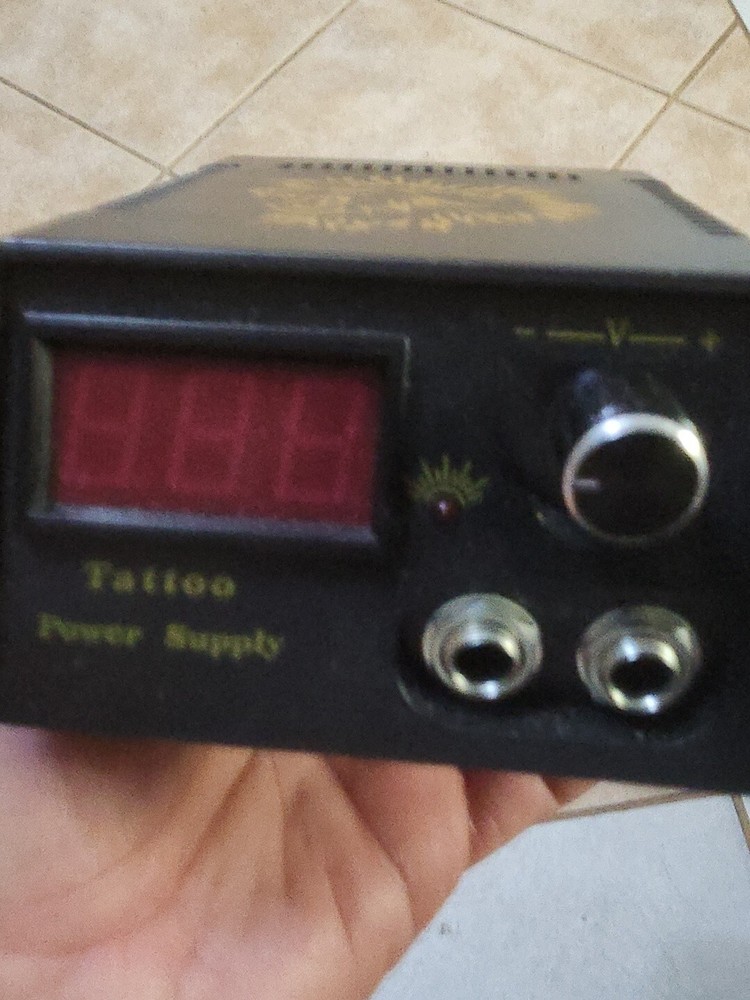 - V +
Tattoo
Power Supply